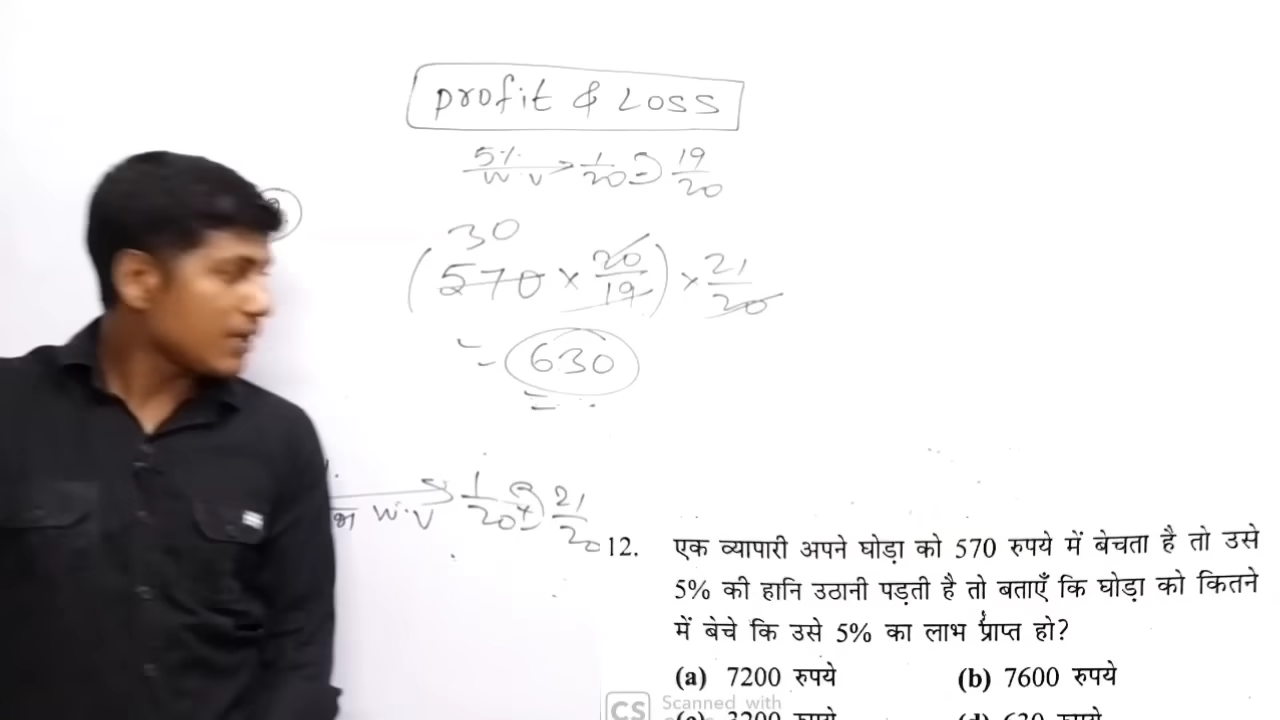 Profit & Loss
5% W.V → 1/20 ⊃ 19/20
30
(570 × 20/19) × 21/20
= 630
W.V 1/20 21/20
12. एक व्यापारी अपने घोड़ा को 570 रुपये में बेचता है तो उसे
5% की हानि उठानी पड़ती है तो बताएँ कि घोड़ा को कितने
में बेचे कि उसे 5% का लाभ प्राप्त हो?
(a) 7200 रुपये (b) 7600 रुपये
CS Scanned with